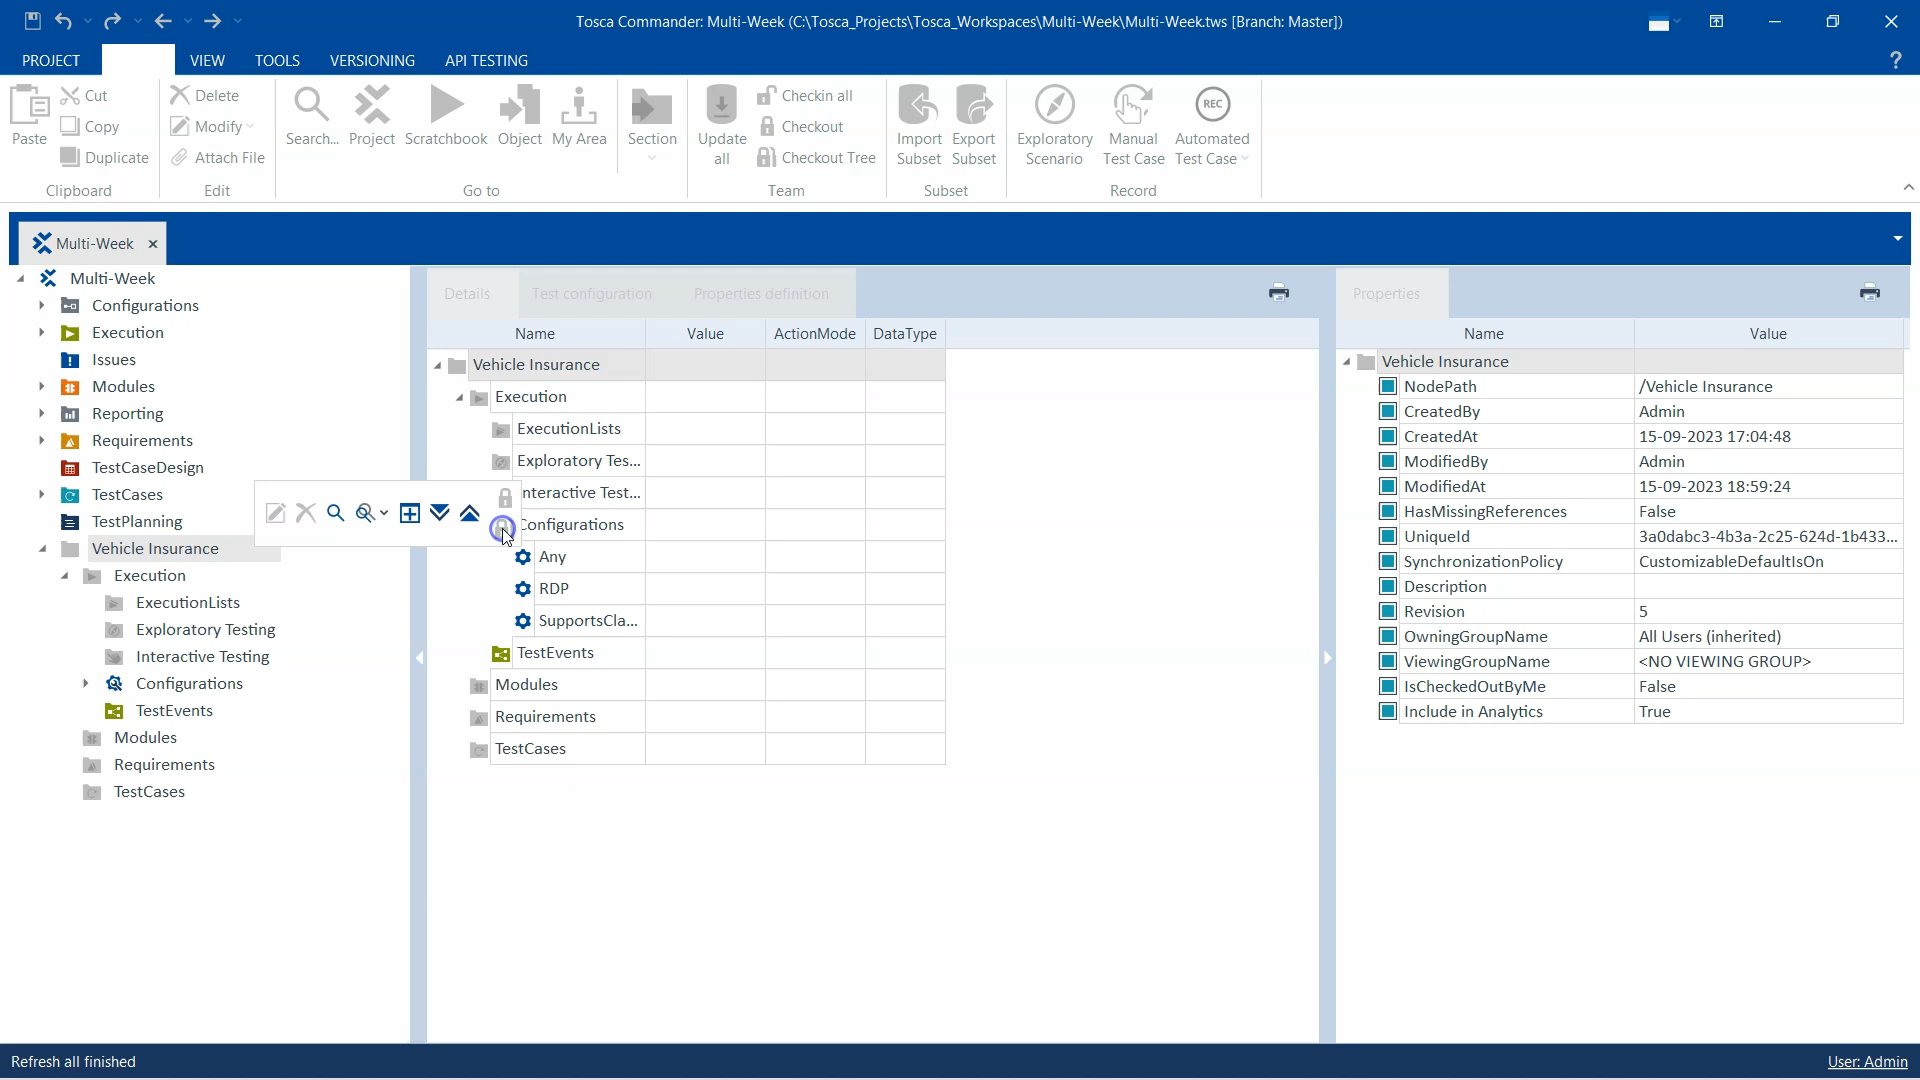 Tosca Commander: Multi-Week (C:\Tosca_Projects\Tosca_Workspaces\Multi-Week\Multi-Week.tws [Branch: Master])
PROJECT VIEW TOOLS VERSIONING API TESTING ?
Paste Cut Copy Duplicate Clipboard
Delete Modify Attach File Edit
Search... Project Scratchbook Object My Area Section Go to
Update all Checkin all Checkout Checkout Tree Team
Import Subset Export Subset Subset
Exploratory Scenario Manual Test Case REC Automated Test Case Record
Multi-Week
Multi-Week
Configurations
Execution
Issues
Modules
Reporting
Requirements
TestCaseDesign
TestCases
TestPlanning
Vehicle Insurance
Execution
ExecutionLists
Exploratory Testing
Interactive Testing
Configurations
TestEvents
Modules
Requirements
TestCases
Details Test configuration Properties definition
Name Value ActionMode DataType
Vehicle Insurance
Execution
ExecutionLists
Exploratory Tes...
nteractive Test...
Configurations
Any
RDP
SupportsCla...
TestEvents
Modules
Requirements
TestCases
Properties
Name Value
Vehicle Insurance
NodePath /Vehicle Insurance
CreatedBy Admin
CreatedAt 15-09-2023 17:04:48
ModifiedBy Admin
ModifiedAt 15-09-2023 18:59:24
HasMissingReferences False
UniqueId 3a0dabc3-4b3a-2c25-624d-1b433...
SynchronizationPolicy CustomizableDefaultIsOn
Description
Revision 5
OwningGroupName All Users (inherited)
ViewingGroupName <NO VIEWING GROUP>
IsCheckedOutByMe False
Include in Analytics True
Refresh all finished User: Admin